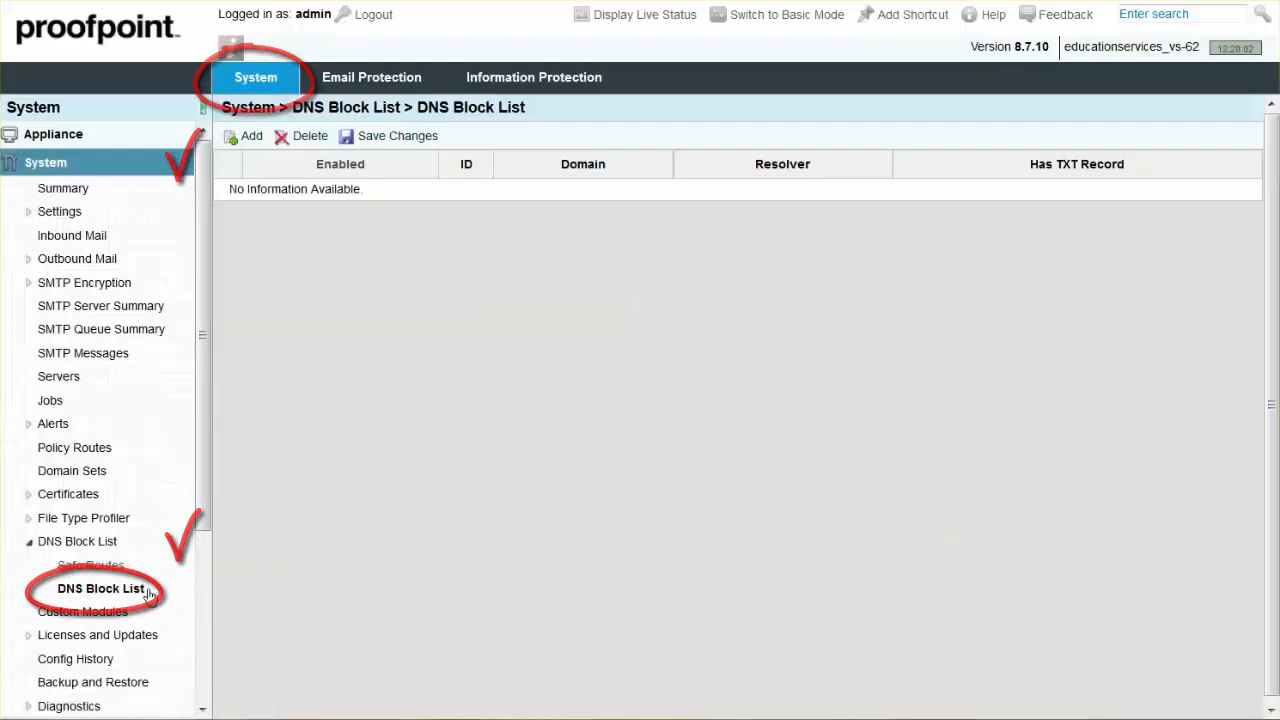 proofpoint™
Logged in as: admin Logout
Display Live Status Switch to Basic Mode Add Shortcut Help Feedback Enter search
Version 8.7.10 educationservices_vs-62 12:20:02
System Email Protection Information Protection
System
System > DNS Block List > DNS Block List
Appliance
Add Delete Save Changes
System
Enabled ID Domain Resolver Has TXT Record
No Information Available.
Summary
Settings
Inbound Mail
Outbound Mail
SMTP Encryption
SMTP Server Summary
SMTP Queue Summary
SMTP Messages
Servers
Jobs
Alerts
Policy Routes
Domain Sets
Certificates
File Type Profiler
DNS Block List
Safe Routes
DNS Block List
Custom Modules
Licenses and Updates
Config History
Backup and Restore
Diagnostics